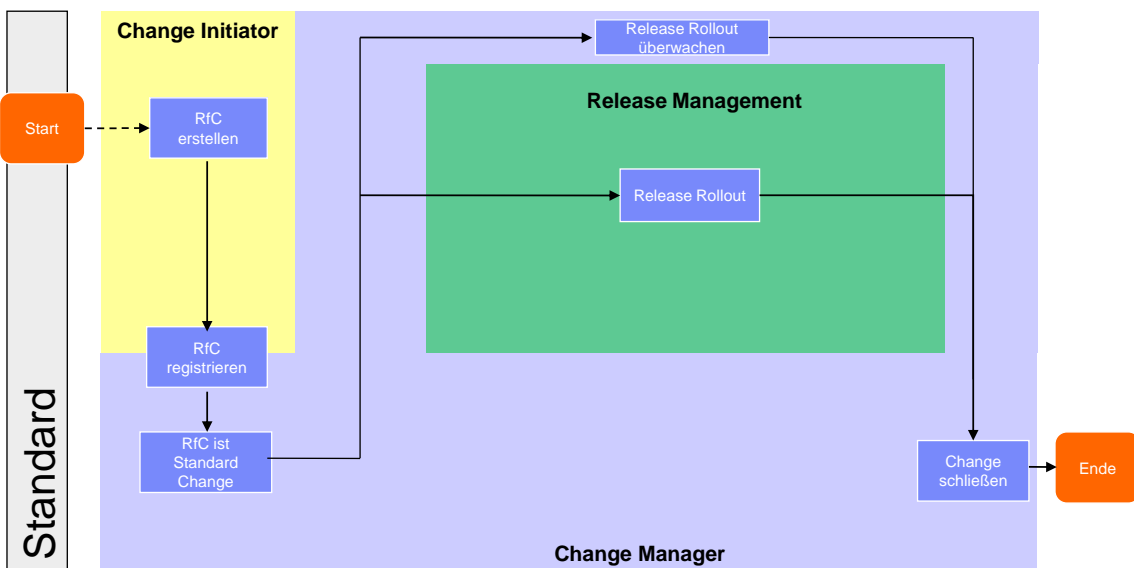 Change Initiator
Release Rollout
überwachen
Release Management
Start
RfC
erstellen
Release Rollout
RfC
registrieren
RfC ist
Standard
Change
Change
schließen
Ende
Standard
Change Manager